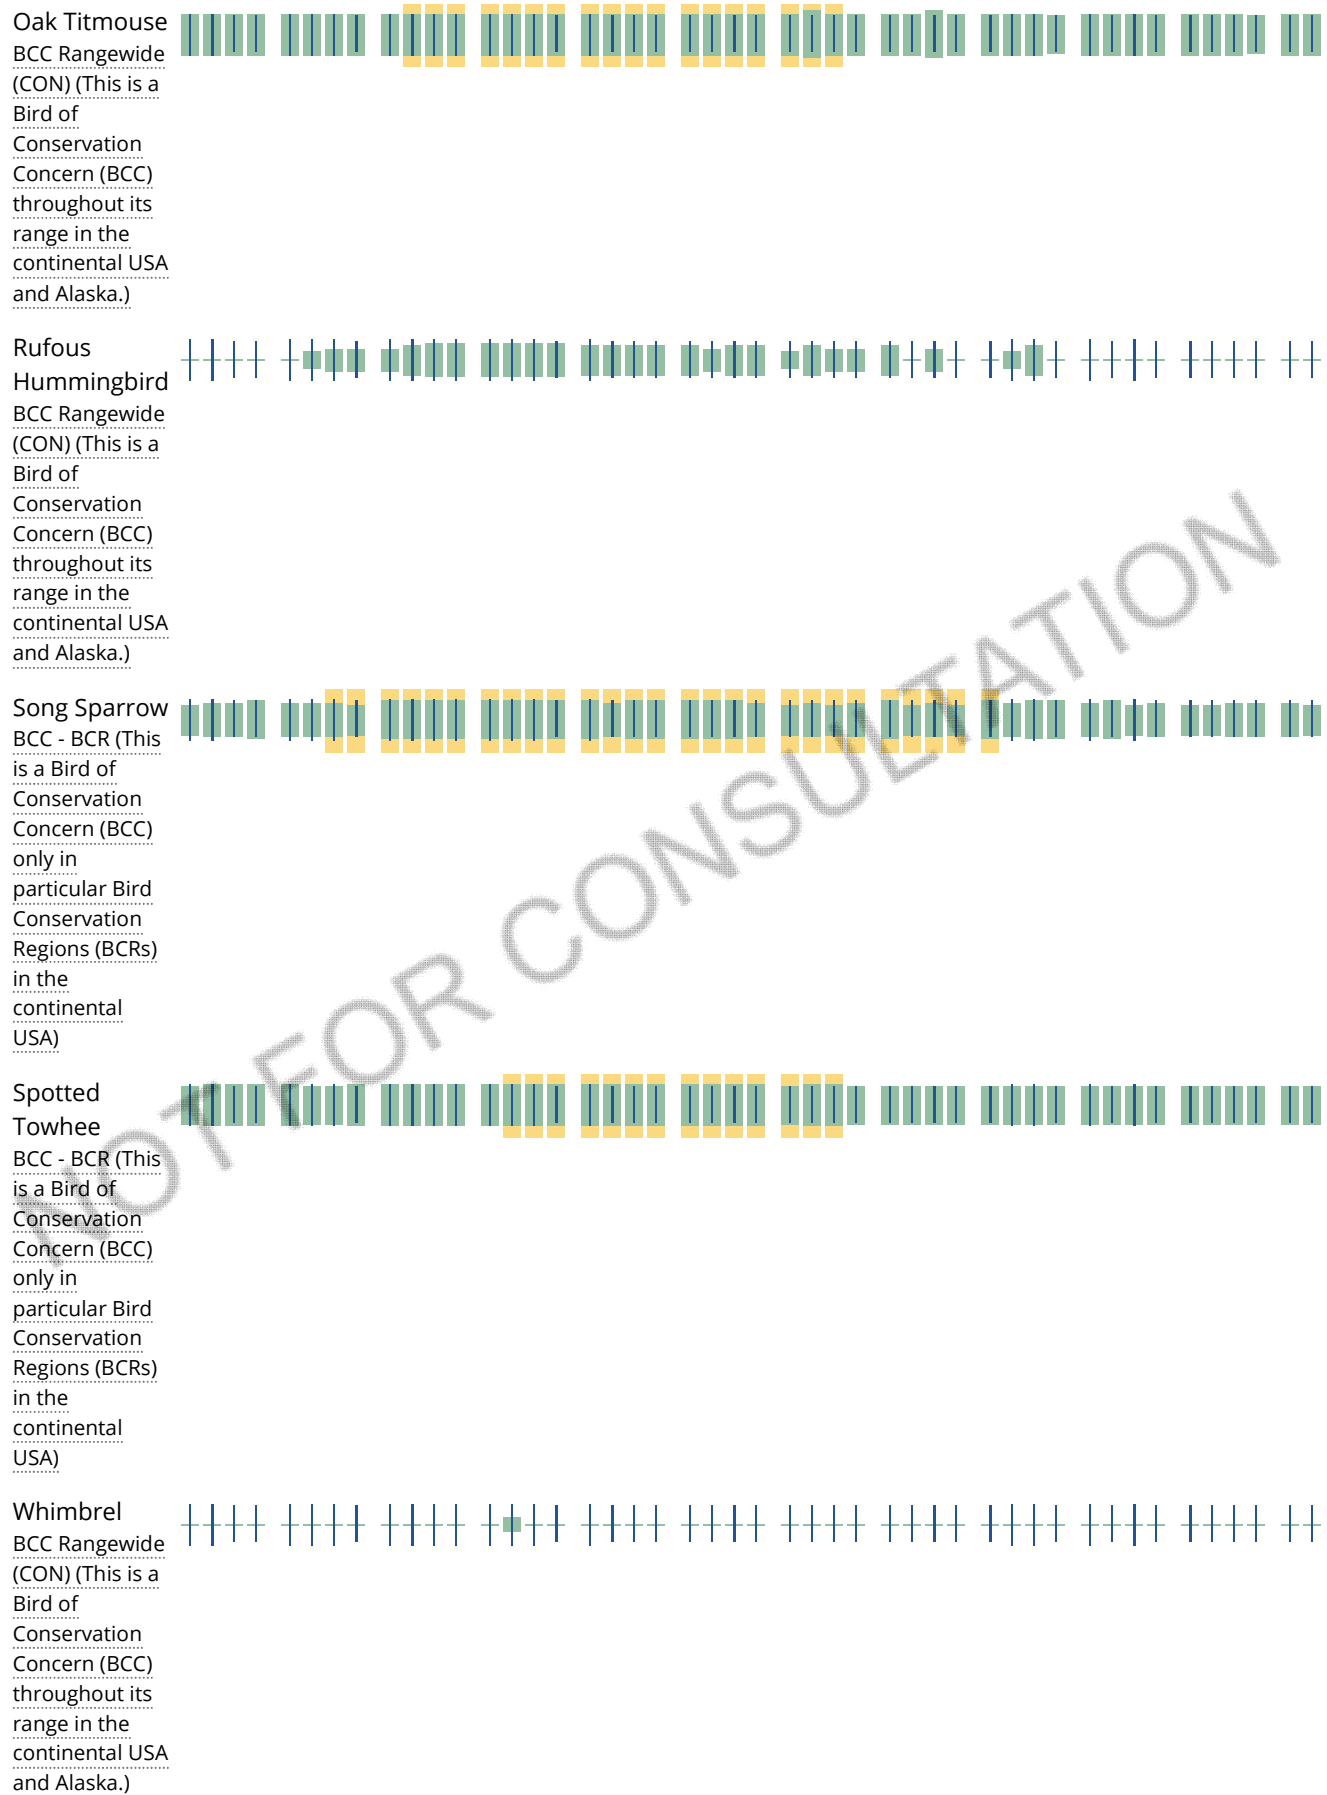 Oak Titmouse
BCC Rangewide
(CON) (This is a
Bird of
Conservation
Concern (BCC)
throughout its
range in the
continental USA
and Alaska.)
Rufous
Hummingbird
BCC Rangewide
(CON) (This is a
Bird of
Conservation
Concern (BCC)
throughout its
range in the
continental USA
and Alaska.)
Song Sparrow
BCC - BCR (This
is a Bird of
Conservation
Concern (BCC)
only in
particular Bird
Conservation
Regions (BCRs)
in the
continental
USA)
Spotted
Towhee
BCC - BCR (This
is a Bird of
Conservation
Concern (BCC)
only in
particular Bird
Conservation
Regions (BCRs)
in the
continental
USA)
Whimbrel
BCC Rangewide
(CON) (This is a
Bird of
Conservation
Concern (BCC)
throughout its
range in the
continental USA
and Alaska.)
NOT FOR CONSULTATION